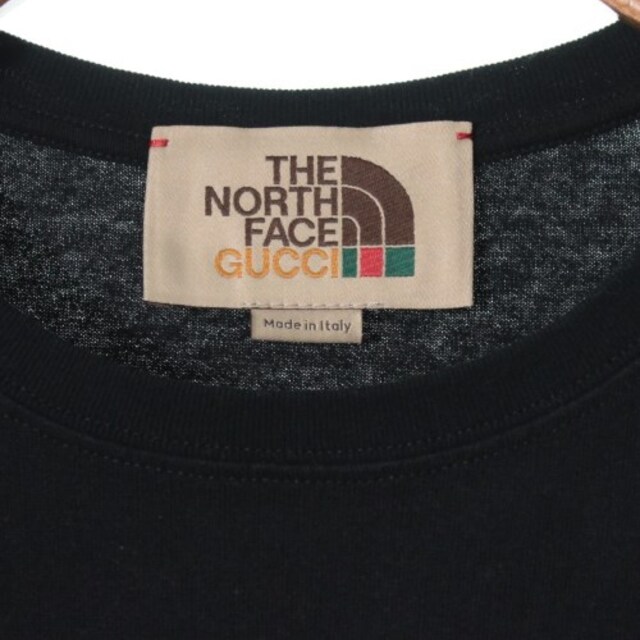 THE
NORTH
FACE
GUCCI
Made in Italy